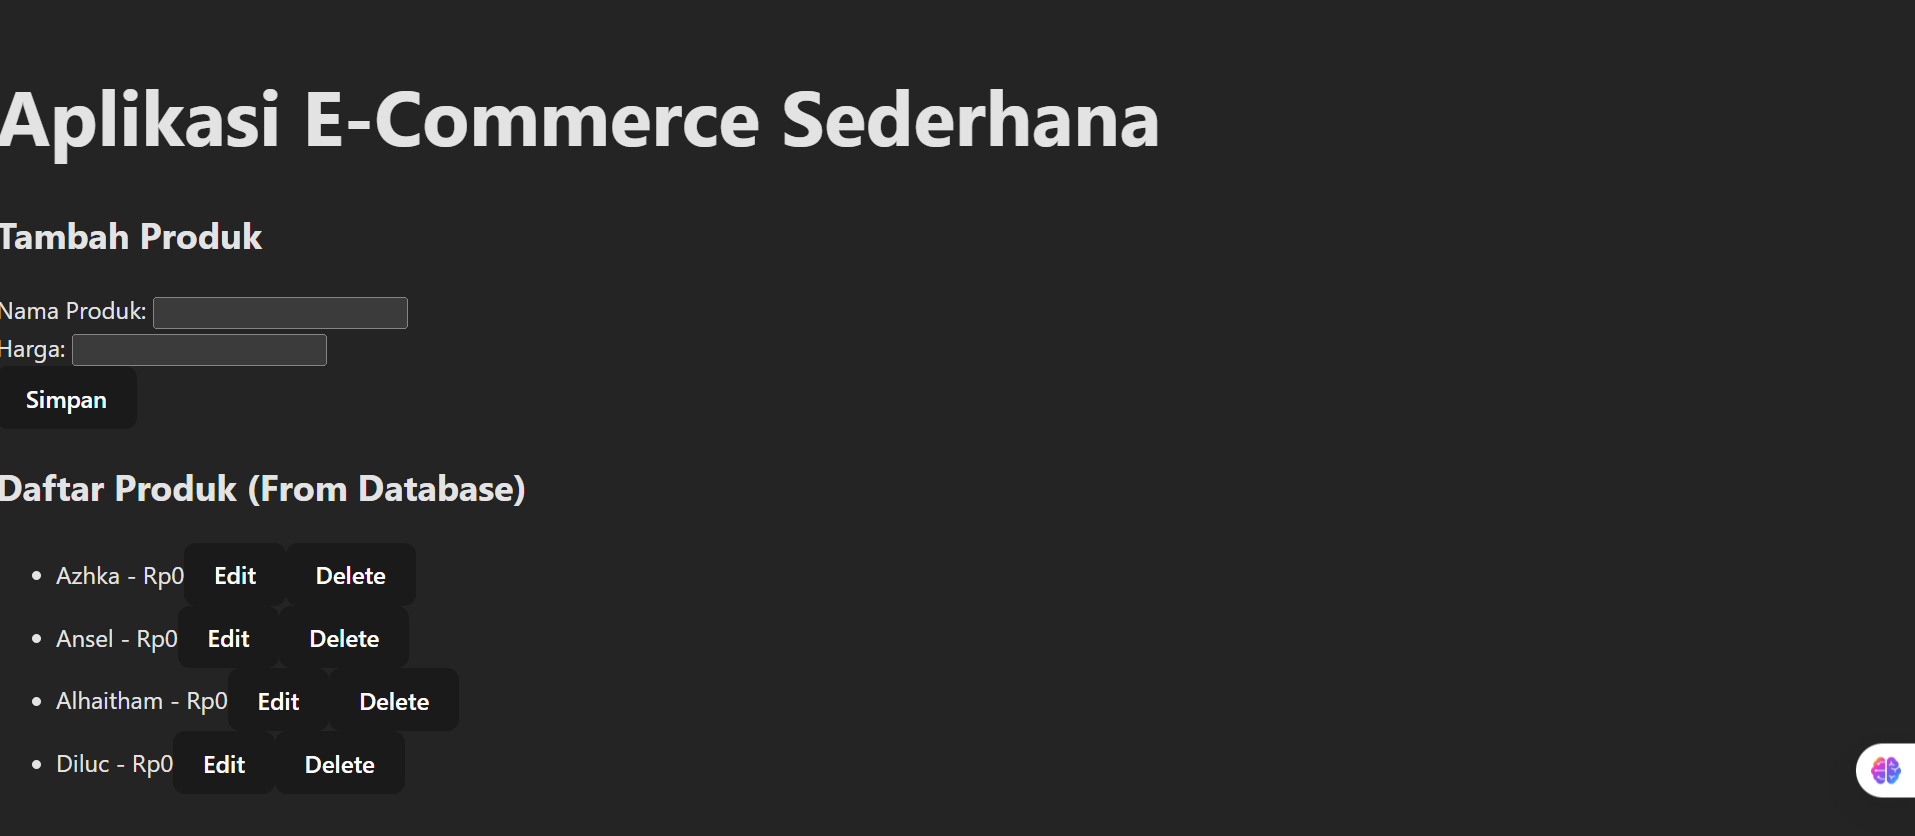 Aplikasi E-Commerce Sederhana
Tambah Produk
Nama Produk:
Harga:
Simpan
Daftar Produk (From Database)
Azhka - Rp0 Edit Delete
Ansel - Rp0 Edit Delete
Alhaitham - Rp0 Edit Delete
Diluc - Rp0 Edit Delete